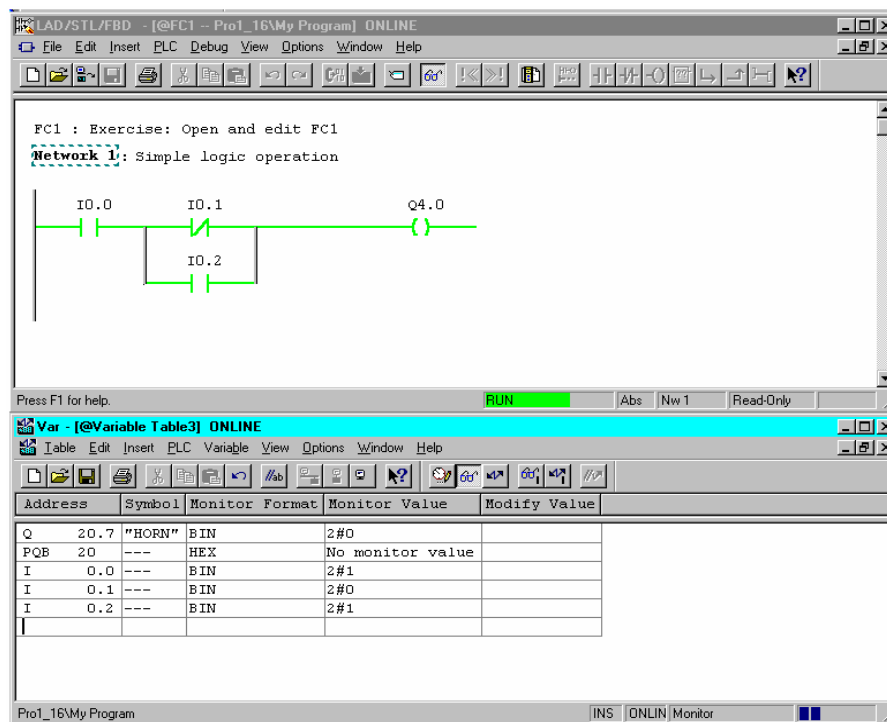 LAD/STL/FBD - [@FC1 -- Pro1_16\My Program] ONLINE
File Edit Insert PLC Debug View Options Window Help
FC1 : Exercise: Open and edit FC1
Network 1: Simple logic operation
I0.0 I0.1 Q4.0
I0.2
Press F1 for help. RUN Abs Nw 1 Read-Only
Var - [@Variable Table3] ONLINE
Table Edit Insert PLC Variable View Options Window Help
Address Symbol Monitor Format Monitor Value Modify Value
Q 20.7 "HORN" BIN 2#0
PQB 20 --- HEX No monitor value
I 0.0 --- BIN 2#1
I 0.1 --- BIN 2#0
I 0.2 --- BIN 2#1
Pro1_16\My Program INS ONLIN Monitor